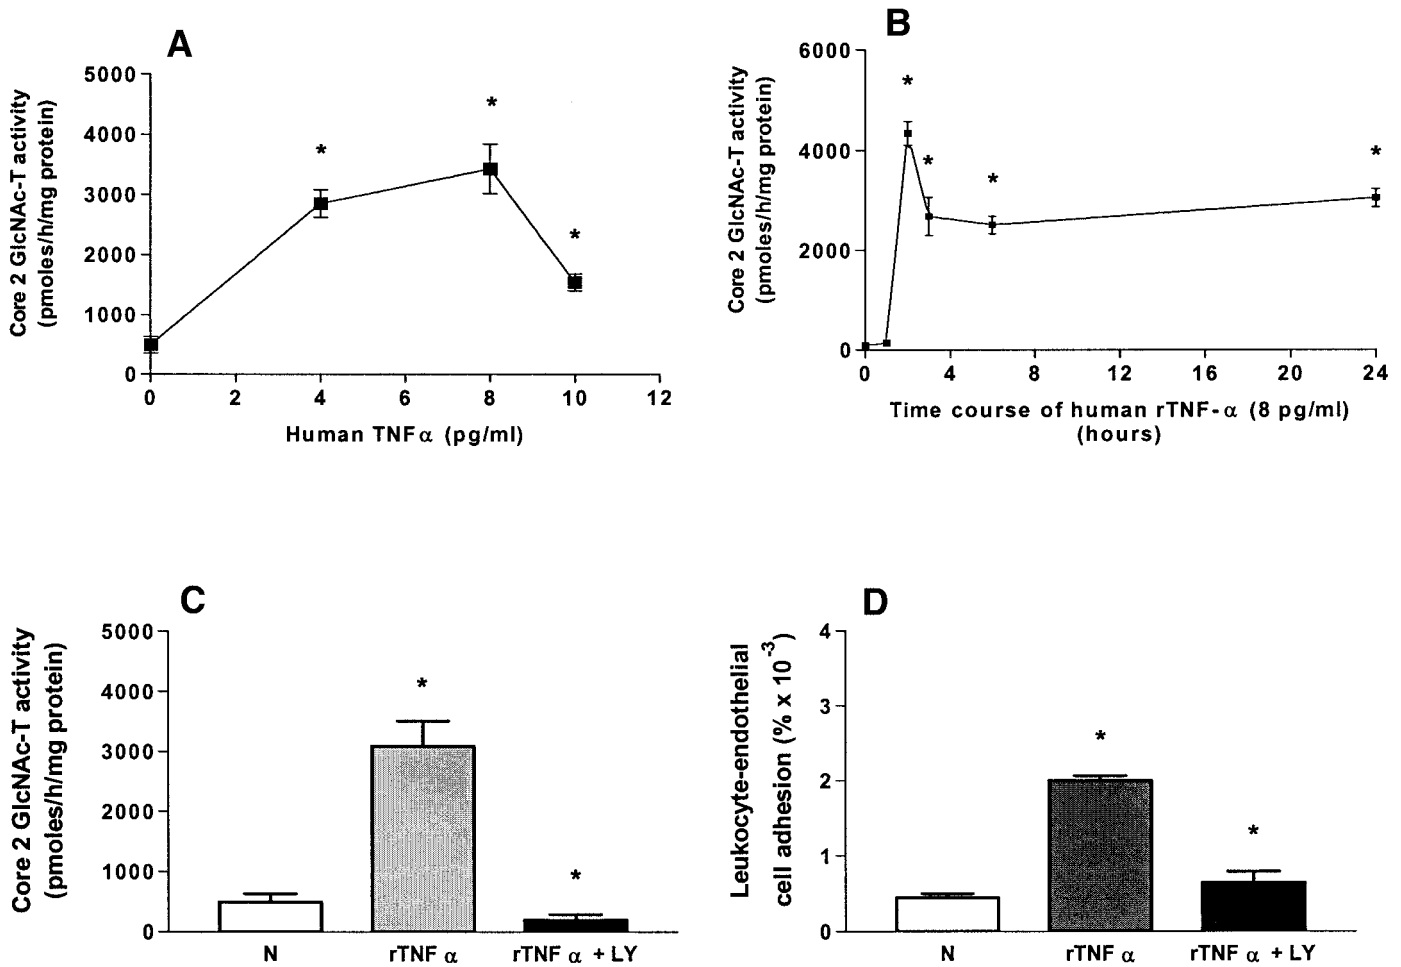 A
Core 2 GlcNAc-T activity
(pmoles/h/mg protein)
5000
4000
3000
2000
1000
0
* * *
0 2 4 6 8 10 12
Human TNF α (pg/ml)
B
Core 2 GlcNAc-T activity
(pmoles/h/mg protein)
6000
4000
2000
0
* * * *
0 4 8 12 16 20 24
Time course of human rTNF- α (8 pg/ml)
(hours)
C
Core 2 GlcNAc-T activity
(pmoles/h/mg protein)
5000
4000
3000
2000
1000
0
* *
N rTNF α rTNF α + LY
D
Leukocyte-endothelial
cell adhesion (% x 10-3)
4
3
2
1
0
* *
N rTNF α rTNF α + LY